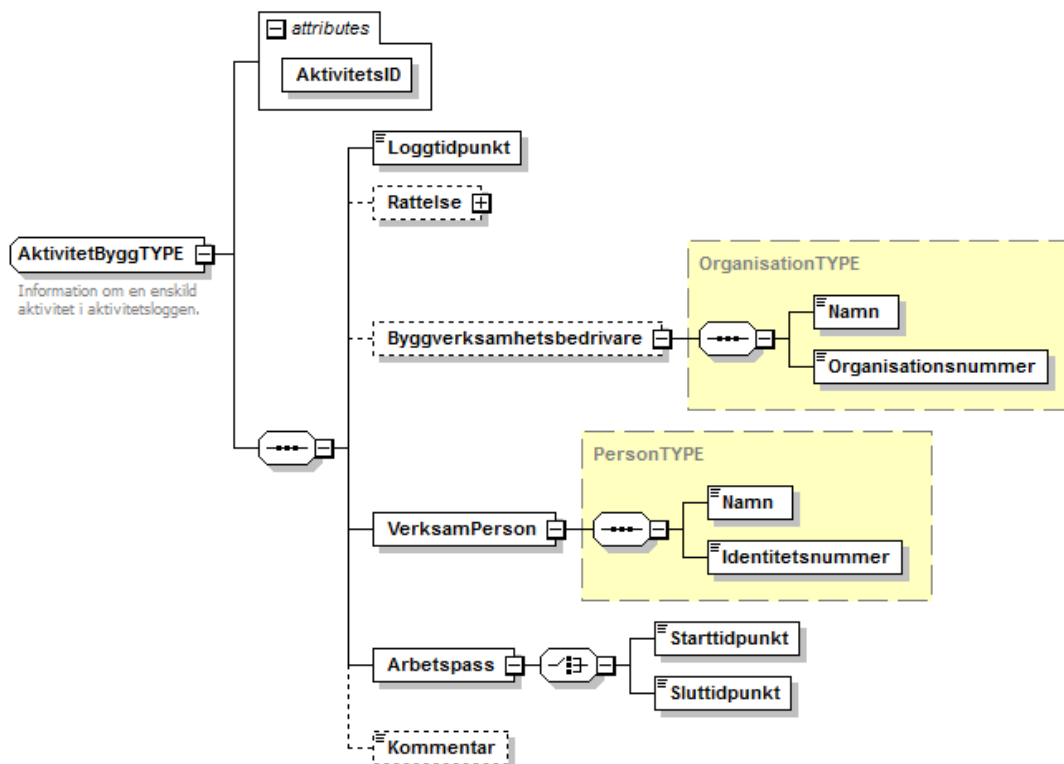 attributes
AktivitetsID
Loggtidpunkt
Rattelse
AktivitetByggTYPE
Information om en enskild
aktivitet i aktivitetsloggen.
OrganisationTYPE
Byggverksamhetsbedrivare
Namn
Organisationsnummer
PersonTYPE
VerksamPerson
Namn
Identitetsnummer
Arbetspass
Starttidpunkt
Sluttidpunkt
Kommentar